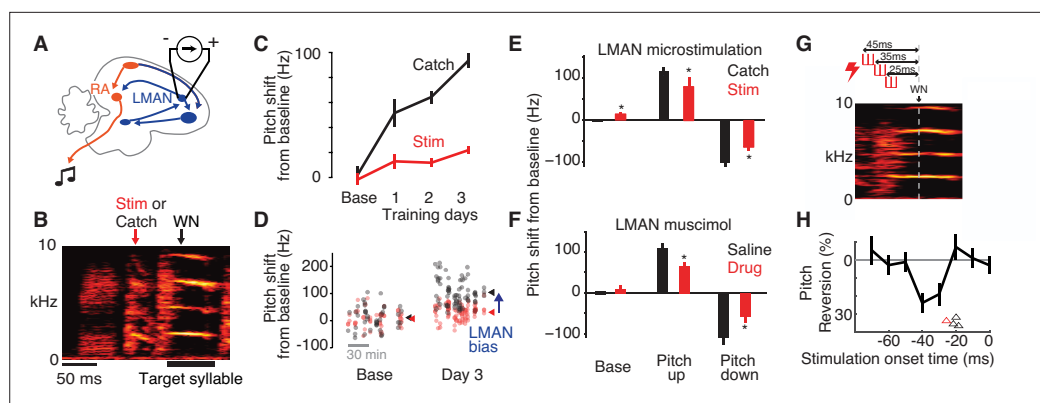 A
- +
RA
LMAN
B
Stim or
Catch
WN
10
kHz
0
50 ms
Target syllable
C
Pitch shift
from baseline (Hz)
100
0
Catch
Stim
Base 1 2 3
Training days
D
Pitch shift
from baseline (Hz)
200
100
0
-100
30 min
LMAN
bias
Base
Day 3
E
LMAN microstimulation
Pitch shift from baseline (Hz)
100
0
−100
Catch
Stim
*
*
*
F
LMAN muscimol
100
0
-100
Saline
Drug
*
*
Base
Pitch
up
Pitch
down
G
45ms
35ms
25ms
WN
10
kHz
0
H
Pitch
Reversion (%)
0
30
-60 -40 -20 0
Stimulation onset time (ms)